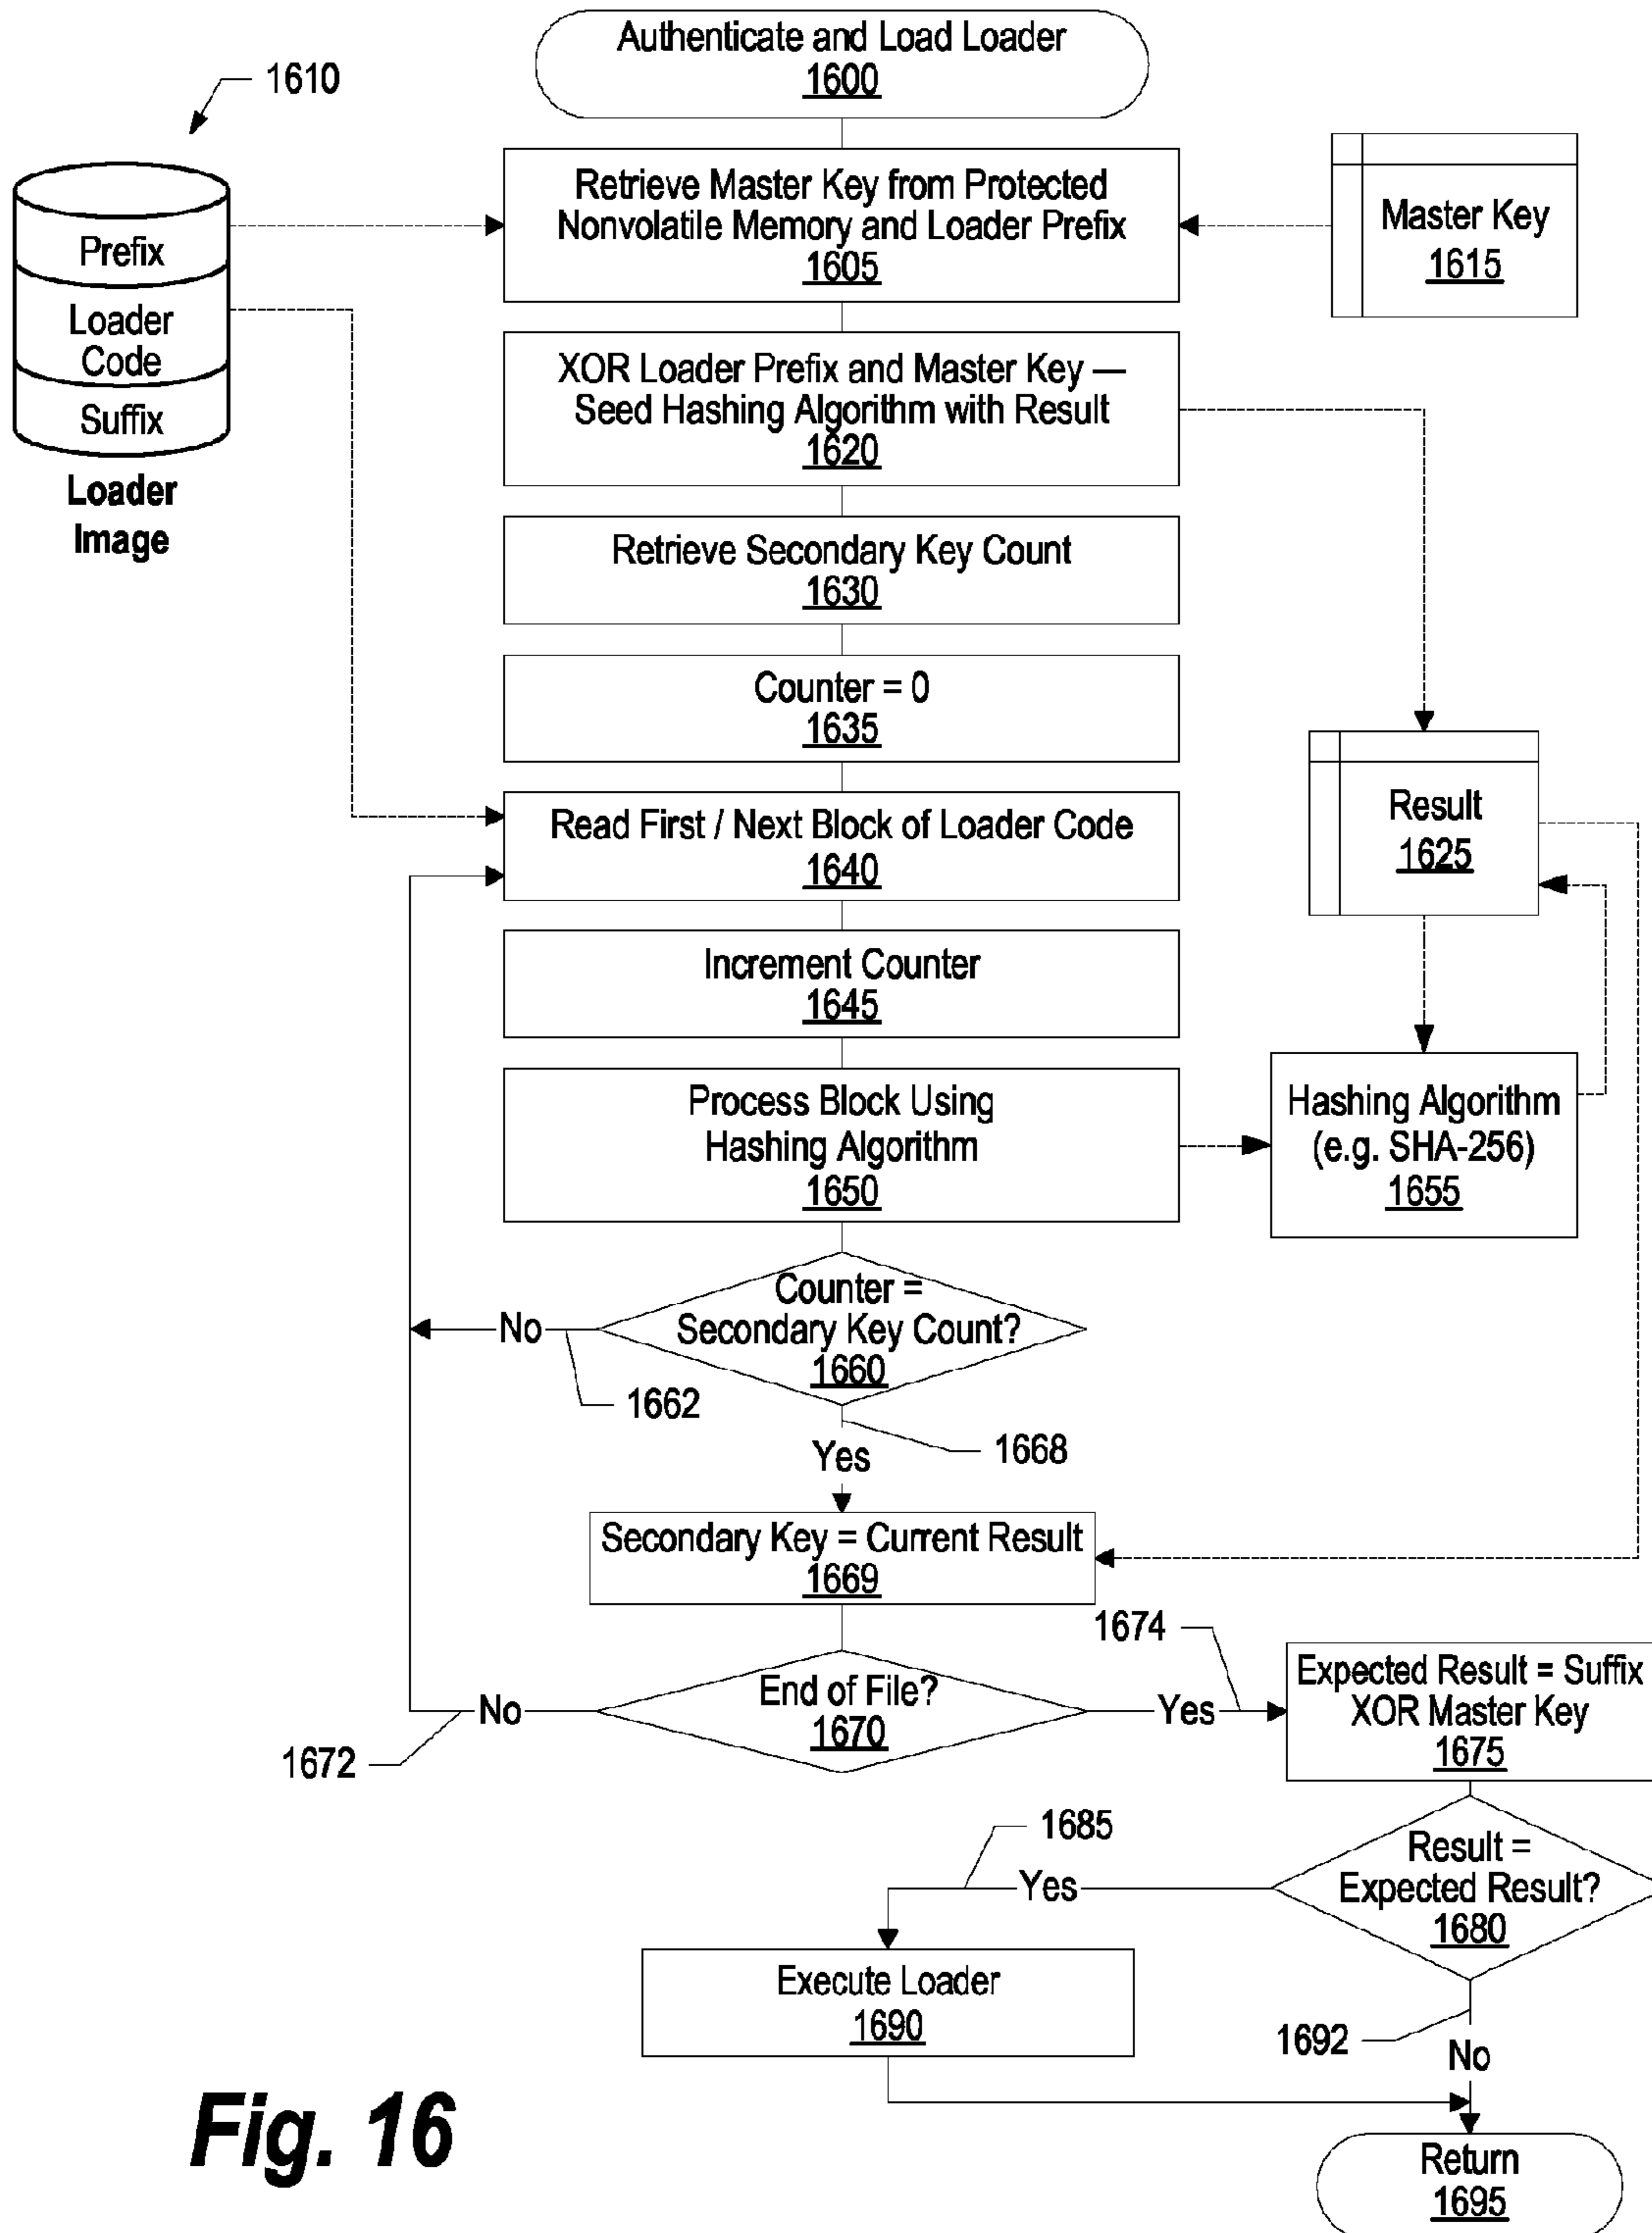 Authenticate and Load Loader
1600
1610
Prefix
Loader
Code
Suffix
Loader
Image
Retrieve Master Key from Protected
Nonvolatile Memory and Loader Prefix
1605
Master Key
1615
XOR Loader Prefix and Master Key —
Seed Hashing Algorithm with Result
1620
Retrieve Secondary Key Count
1630
Counter = 0
1635
Read First / Next Block of Loader Code
1640
Result
1625
Increment Counter
1645
Process Block Using
Hashing Algorithm
1650
Hashing Algorithm
(e.g. SHA-256)
1655
Counter =
Secondary Key Count?
1660
No
1662
1668
Yes
Secondary Key = Current Result
1669
1674
End of File?
1670
No
1672
Yes
Expected Result = Suffix
XOR Master Key
1675
Result =
Expected Result?
1680
1685
Yes
Execute Loader
1690
1692
No
Return
1695
Fig. 16